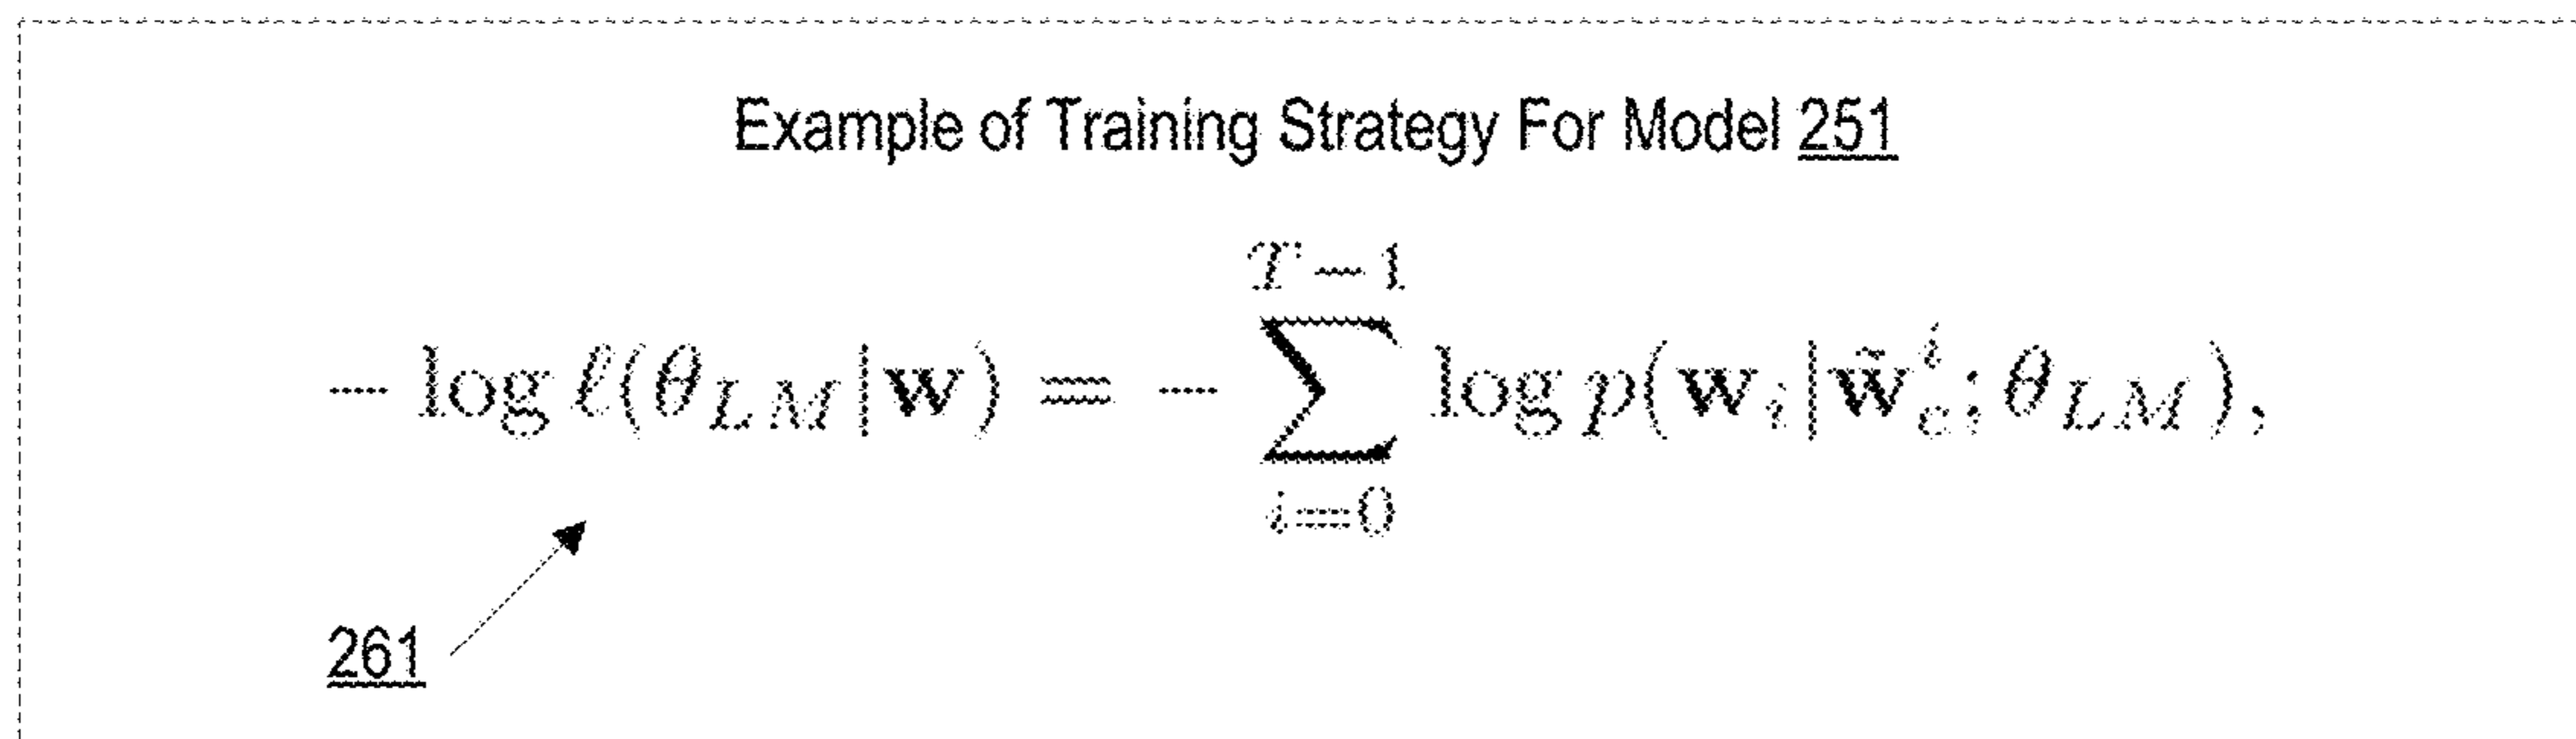 Example of Training Strategy For Model 251
T−1
− log ℓ(θ_LM|w) = − ∑ log p(w_i|w̃_c^i; θ_LM),
i=0
261